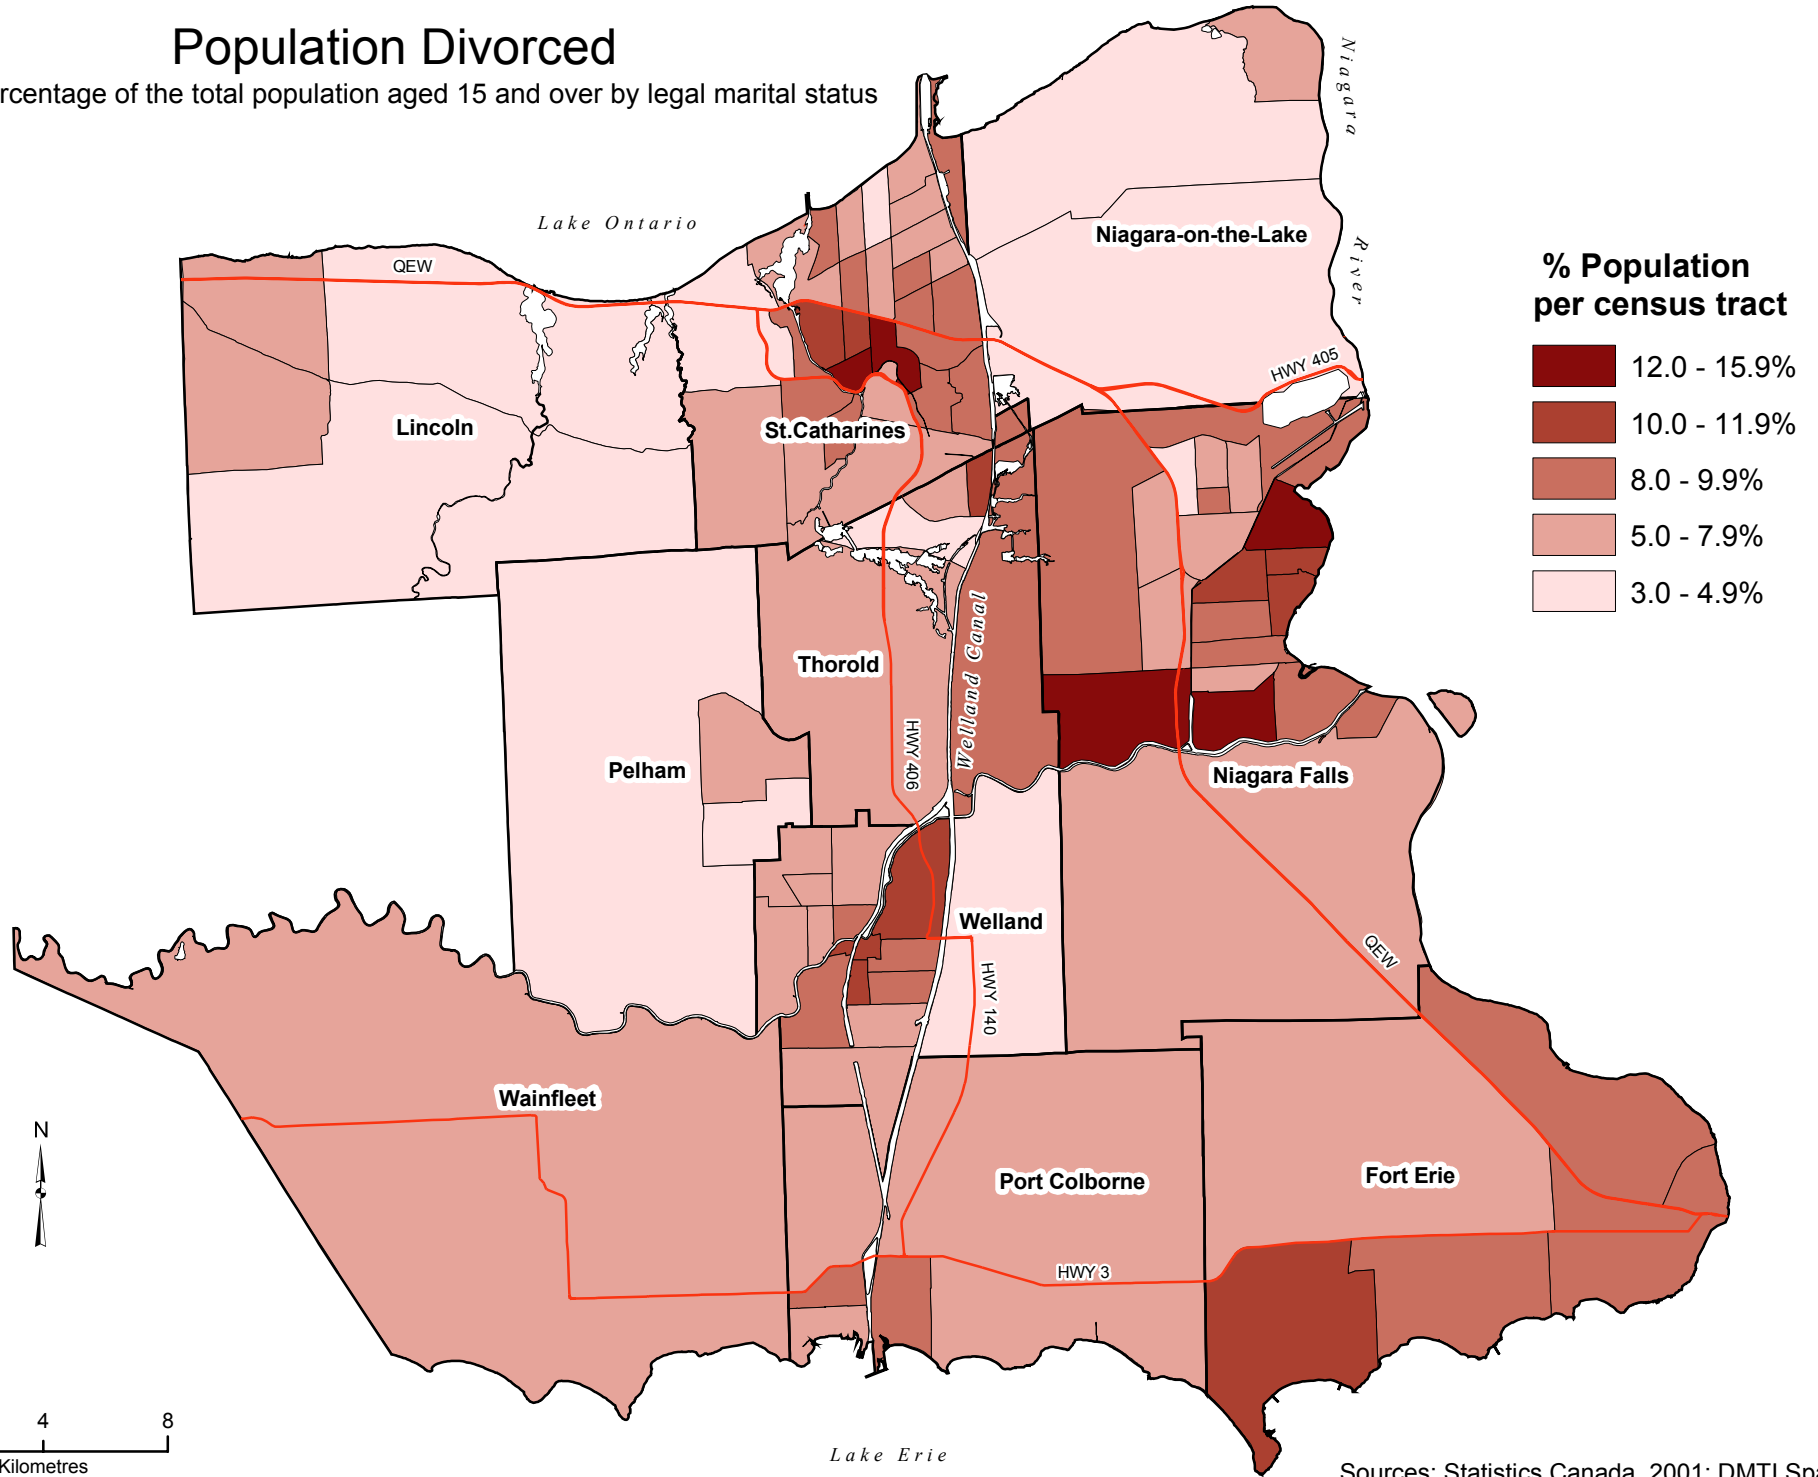 Population Divorced
rcentage of the total population aged 15 and over by legal marital status
Niagara
River
Lake Ontario
QEW
Niagara-on-the-Lake
% Population
per census tract
12.0 - 15.9%
10.0 - 11.9%
8.0 - 9.9%
5.0 - 7.9%
3.0 - 4.9%
HWY 405
Lincoln
St.Catharines
Thorold
Welland Canal
HWY 406
Pelham
Niagara Falls
Welland
QEW
HWY 140
Wainfleet
N
Port Colborne
Fort Erie
HWY 3
4 8
Kilometres
Lake Erie
Sources: Statistics Canada, 2001; DMTI Spa